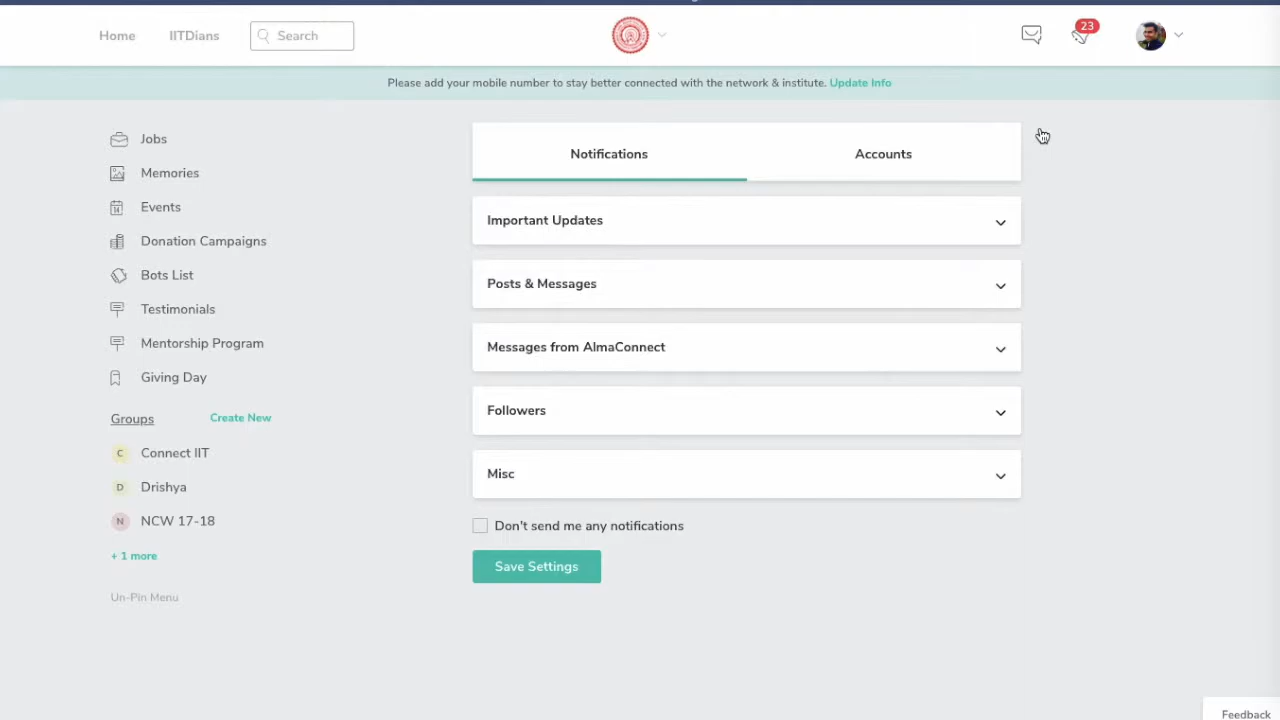 Home
IITDians
Search
23
Please add your mobile number to stay better connected with the network & institute. Update Info
Jobs
Memories
Events
Donation Campaigns
Bots List
Testimonials
Mentorship Program
Giving Day
Groups
Create New
C Connect IIT
D Drishya
N NCW 17-18
+ 1 more
Un-Pin Menu
Notifications
Accounts
Important Updates
Posts & Messages
Messages from AlmaConnect
Followers
Misc
Don't send me any notifications
Save Settings
Feedback